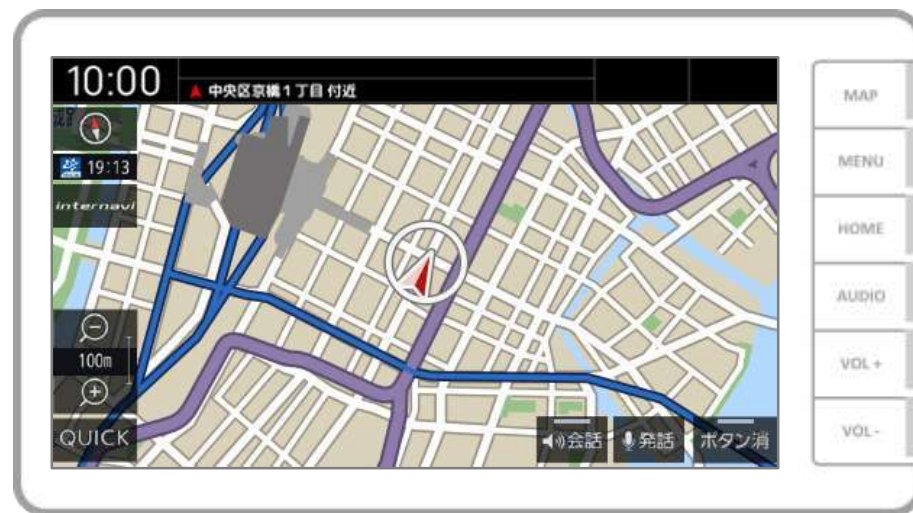 10:00
中央区京橋1丁目 付近
19:13
internavi
100m
QUICK
会話
発話
ボタン消
MAP
MENU
HOME
AUDIO
VOL+
VOL-